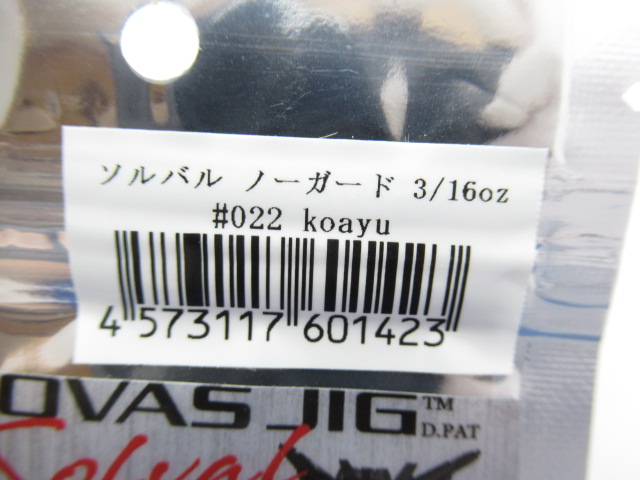 ソルバル ノーガード 3/16oz
#022 koayu
4 573117 601423
OVAS JIG™
D.PAT
Solval